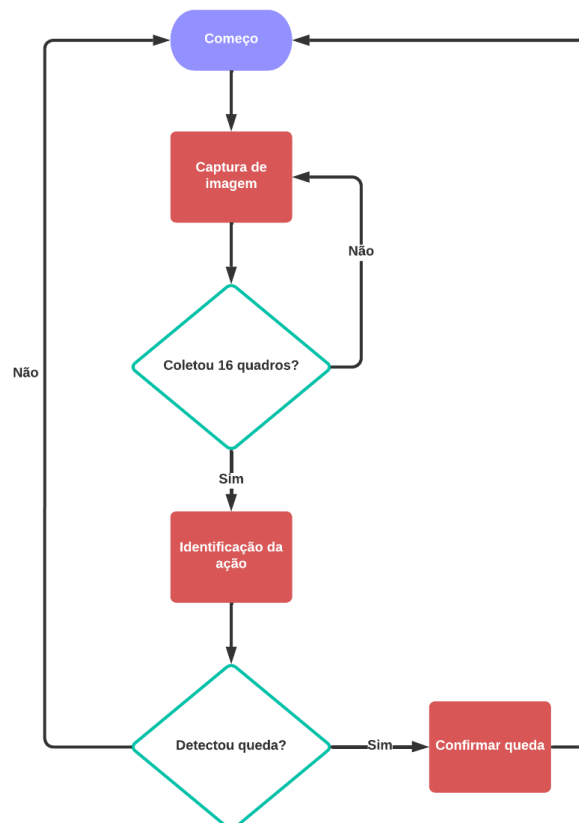 Começo
Captura de
imagem
Não
Coletou 16 quadros?
Não
Sim
Identificação da
ação
Detectou queda?
Sim
Confirmar queda